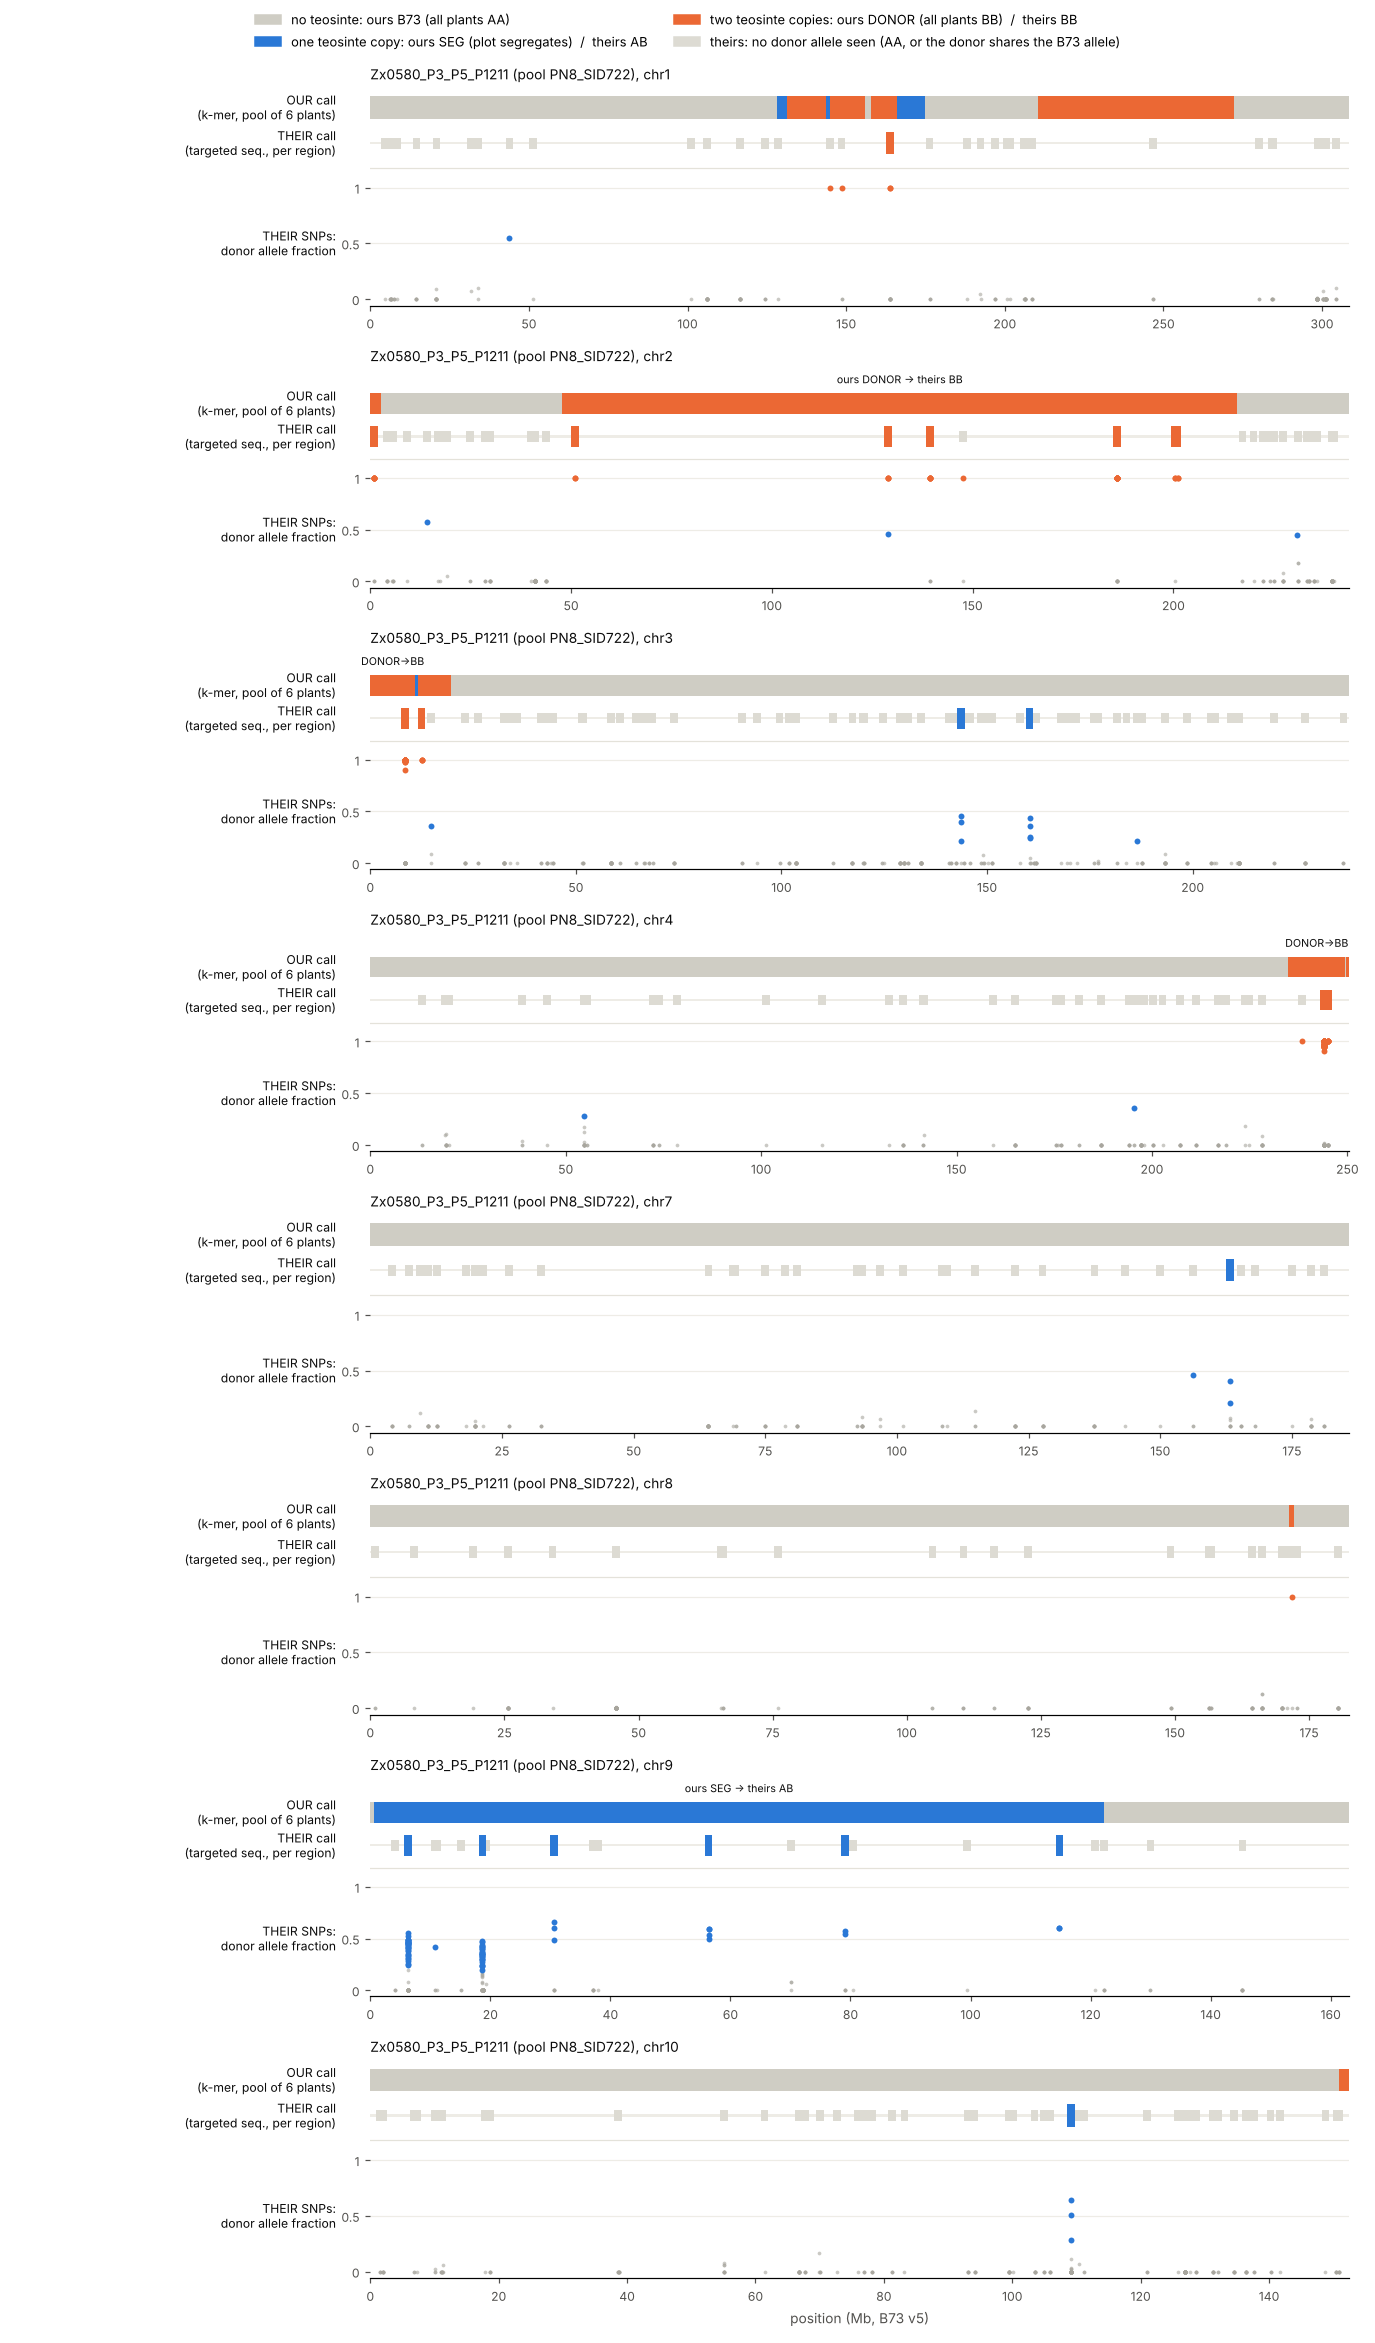 no teosinte: ours B73 (all plants AA)
two teosinte copies: ours DONOR (all plants BB)  /  theirs BB
one teosinte copy: ours SEG (plot segregates)  /  theirs AB
theirs: no donor allele seen (AA, or the donor shares the B73 allele)
Zx0580_P3_P5_P1211 (pool PN8_SID722), chr1
OUR call
(k-mer, pool of 6 plants)
THEIR call
(targeted seq., per region)
1
THEIR SNPs:
donor allele fraction
0.5
0
0 50 100 150 200 250 300
Zx0580_P3_P5_P1211 (pool PN8_SID722), chr2
ours DONOR → theirs BB
OUR call
(k-mer, pool of 6 plants)
THEIR call
(targeted seq., per region)
1
THEIR SNPs:
donor allele fraction
0.5
0
0 50 100 150 200
Zx0580_P3_P5_P1211 (pool PN8_SID722), chr3
DONOR→BB
OUR call
(k-mer, pool of 6 plants)
THEIR call
(targeted seq., per region)
1
THEIR SNPs:
donor allele fraction
0.5
0
0 50 100 150 200
Zx0580_P3_P5_P1211 (pool PN8_SID722), chr4
DONOR→BB
OUR call
(k-mer, pool of 6 plants)
THEIR call
(targeted seq., per region)
1
THEIR SNPs:
donor allele fraction
0.5
0
0 50 100 150 200 250
Zx0580_P3_P5_P1211 (pool PN8_SID722), chr7
OUR call
(k-mer, pool of 6 plants)
THEIR call
(targeted seq., per region)
1
THEIR SNPs:
donor allele fraction
0.5
0
0 25 50 75 100 125 150 175
Zx0580_P3_P5_P1211 (pool PN8_SID722), chr8
OUR call
(k-mer, pool of 6 plants)
THEIR call
(targeted seq., per region)
1
THEIR SNPs:
donor allele fraction
0.5
0
0 25 50 75 100 125 150 175
Zx0580_P3_P5_P1211 (pool PN8_SID722), chr9
ours SEG → theirs AB
OUR call
(k-mer, pool of 6 plants)
THEIR call
(targeted seq., per region)
1
THEIR SNPs:
donor allele fraction
0.5
0
0 20 40 60 80 100 120 140 160
Zx0580_P3_P5_P1211 (pool PN8_SID722), chr10
OUR call
(k-mer, pool of 6 plants)
THEIR call
(targeted seq., per region)
1
THEIR SNPs:
donor allele fraction
0.5
0
0 20 40 60 80 100 120 140
position (Mb, B73 v5)